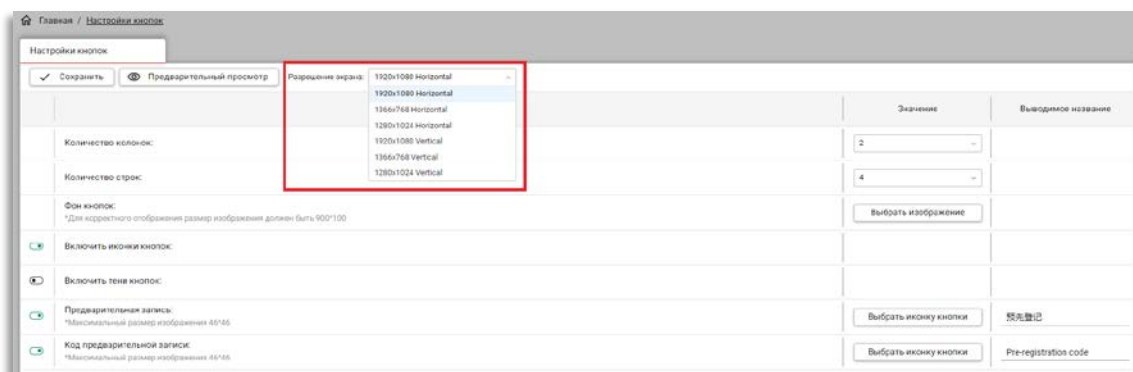 Главная / Настройки кнопок
Настройки кнопок
Сохранить Предварительный просмотр Разрешение экрана: 1920x1080 Horizontal
1920x1080 Horizontal
1366x768 Horizontal
1280x1024 Horizontal
1920x1080 Vertical
1366x768 Vertical
1280x1024 Vertical
Значение Выводимое название
Количество колонок: 2
Количество строк: 4
Фон кнопок:
*Для корректного отображения размер изображения должен быть 900*100
Выбрать изображение
Включить иконки кнопок:
Включить тени кнопок:
Предварительная запись:
*Максимальный размер изображения 46*46
Выбрать иконку кнопки 预先登记
Код предварительной записи:
*Максимальный размер изображения 46*46
Выбрать иконку кнопки Pre-registration code